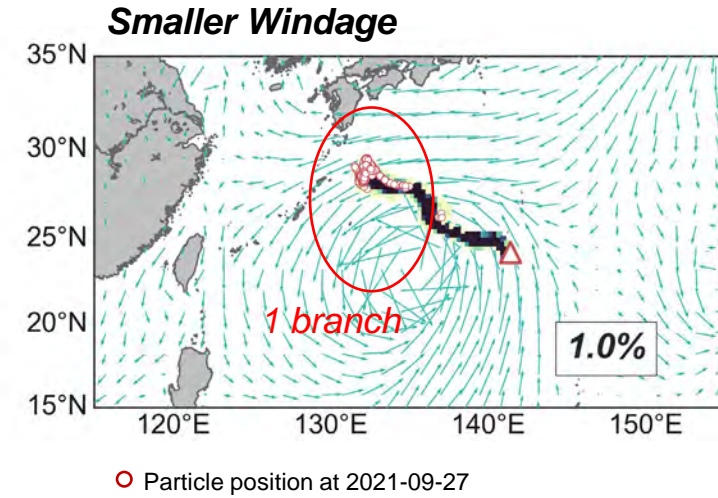 Smaller Windage
35°N
30°N
25°N
20°N
15°N
1 branch
1.0%
120°E 130°E 140°E 150°E
Particle position at 2021-09-27